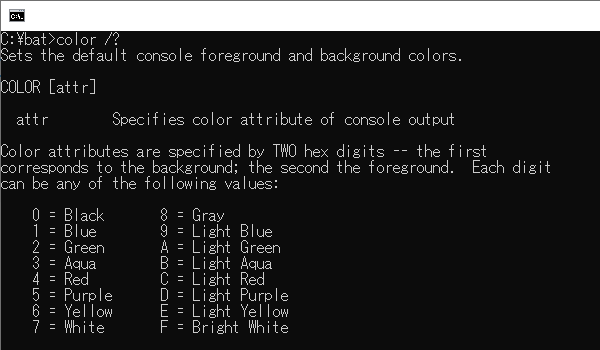 C:\.
C:¥bat>color /?
Sets the default console foreground and background colors.
COLOR [attr]
attr        Specifies color attribute of console output
Color attributes are specified by TWO hex digits -- the first
corresponds to the background; the second the foreground.  Each digit
can be any of the following values:
0 = Black       8 = Gray
1 = Blue        9 = Light Blue
2 = Green       A = Light Green
3 = Aqua        B = Light Aqua
4 = Red         C = Light Red
5 = Purple      D = Light Purple
6 = Yellow      E = Light Yellow
7 = White       F = Bright White